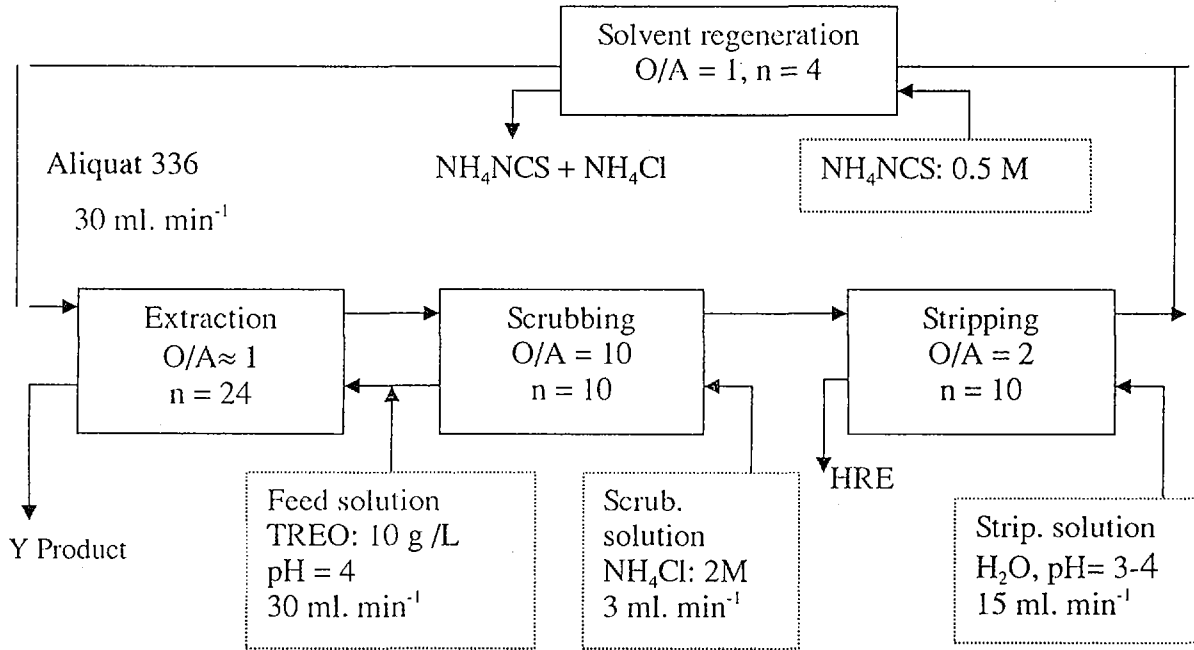 Solvent regeneration
O/A = 1, n = 4
Aliquat 336
30 ml. min⁻¹
NH₄NCS + NH₄Cl
NH₄NCS: 0.5 M
Extraction
O/A≈ 1
n = 24
Scrubbing
O/A = 10
n = 10
Stripping
O/A = 2
n = 10
Y Product
Feed solution
TREO: 10 g /L
pH = 4
30 ml. min⁻¹
Scrub.
solution
NH₄Cl: 2M
3 ml. min⁻¹
HRE
Strip. solution
H₂O, pH= 3-4
15 ml. min⁻¹